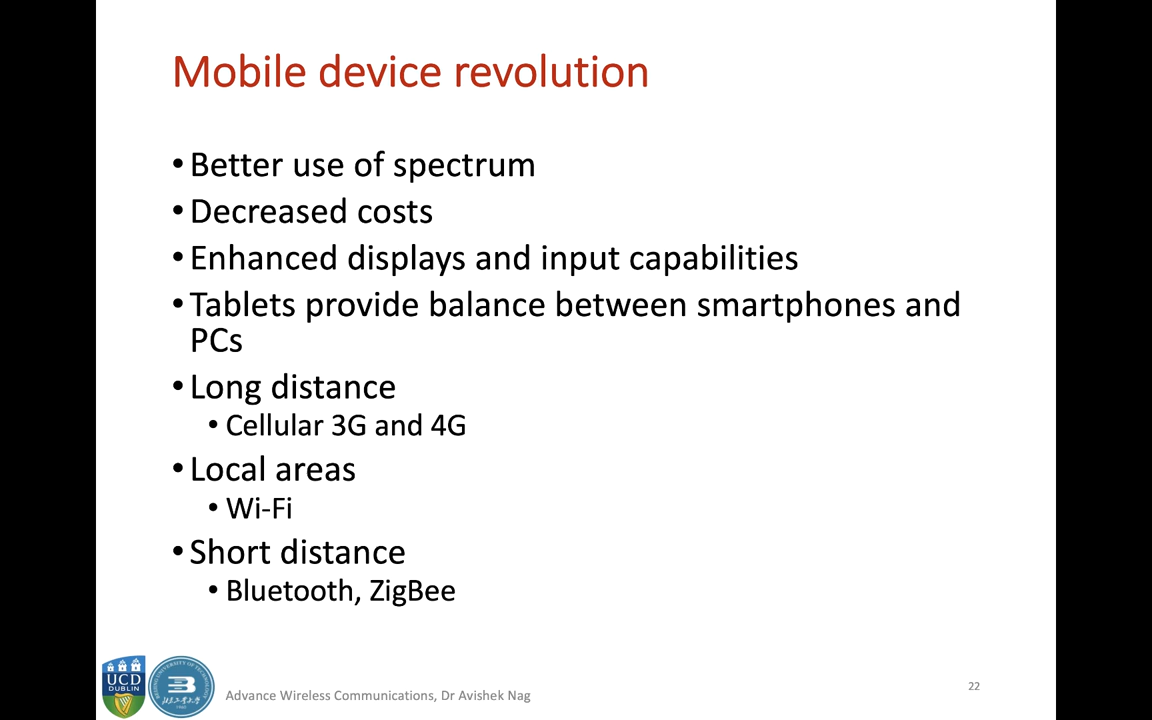 Mobile device revolution
• Better use of spectrum
• Decreased costs
• Enhanced displays and input capabilities
• Tablets provide balance between smartphones and
PCs
• Long distance
• Cellular 3G and 4G
• Local areas
• Wi-Fi
• Short distance
• Bluetooth, ZigBee
UCD
DUBLIN
Advance Wireless Communications, Dr Avishek Nag
22